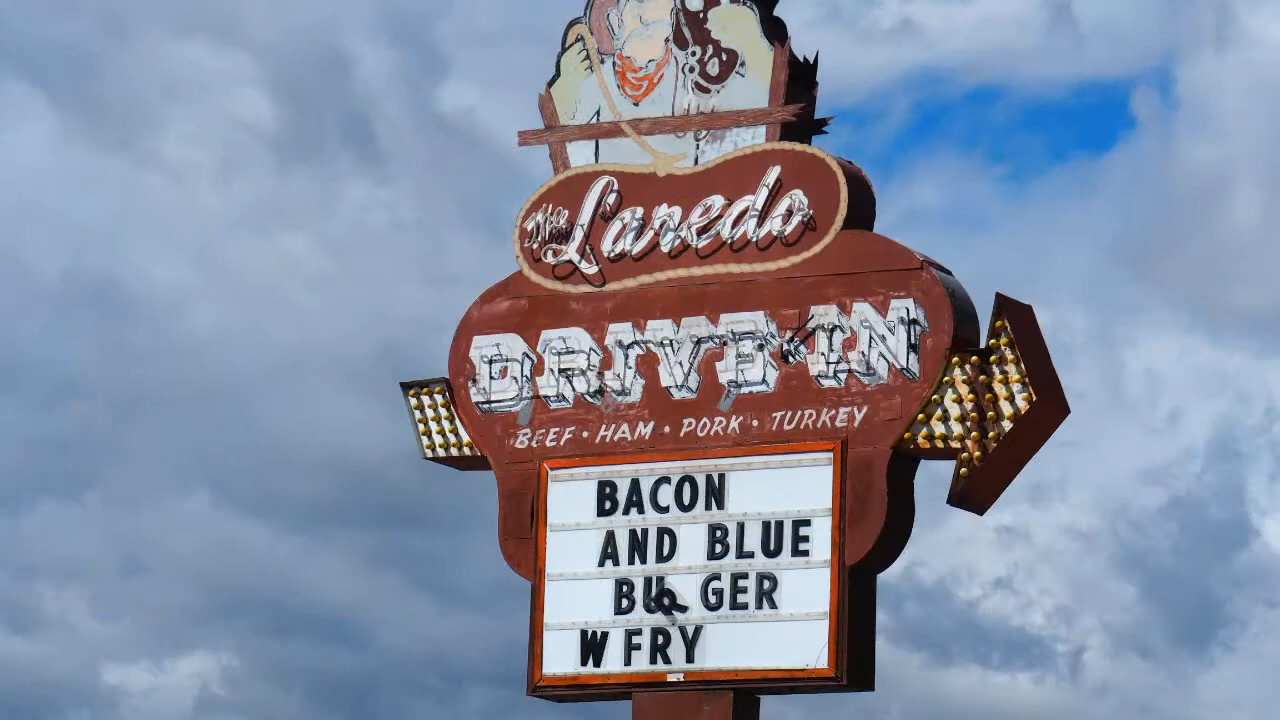 The Laredo
DRIVE-IN
BEEF • HAM • PORK • TURKEY
BACON
AND BLUE
BURGER
W FRY